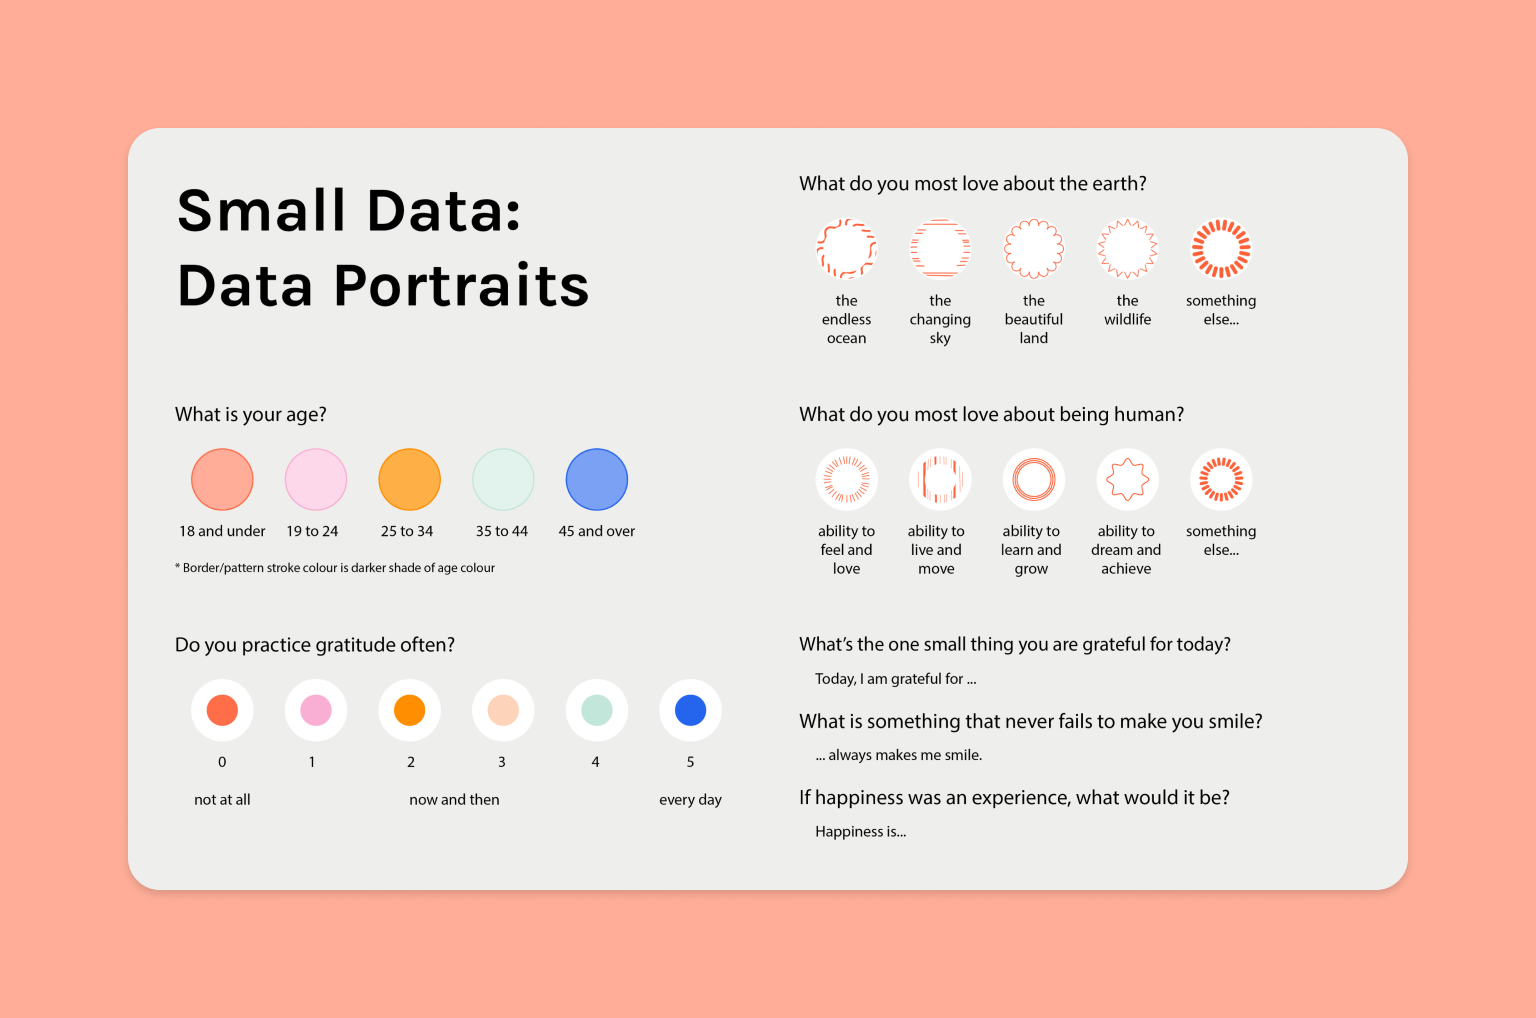 Small Data:
Data Portraits
What is your age?
18 and under 19 to 24 25 to 34 35 to 44 45 and over
* Border/pattern stroke colour is darker shade of age colour
Do you practice gratitude often?
0 1 2 3 4 5
not at all now and then every day
What do you most love about the earth?
the the the the something
endless changing beautiful wildlife else...
ocean sky land
What do you most love about being human?
ability to ability to ability to ability to something
feel and live and learn and dream and else...
love move grow achieve
What’s the one small thing you are grateful for today?
Today, I am grateful for ...
What is something that never fails to make you smile?
... always makes me smile.
If happiness was an experience, what would it be?
Happiness is...